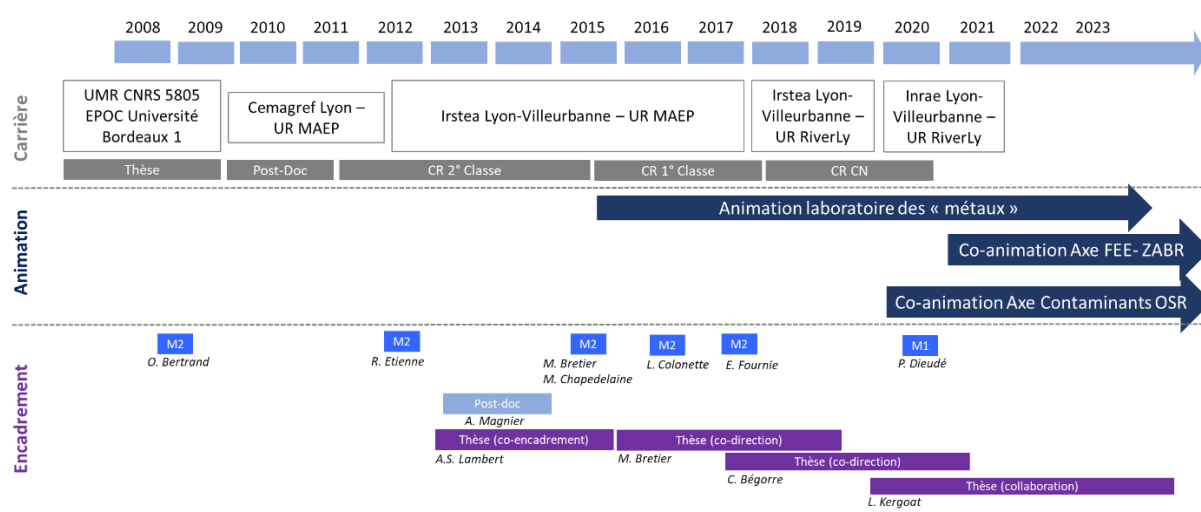 2008 2009 2010 2011 2012 2013 2014 2015 2016 2017 2018 2019 2020 2021 2022 2023
Carrière
UMR CNRS 5805
EPOC Université
Bordeaux 1
Cemagref Lyon –
UR MAEP
Irstea Lyon-Villeurbanne – UR MAEP
Irstea Lyon-
Villeurbanne –
UR RiverLy
Inrae Lyon-
Villeurbanne –
UR RiverLy
Thèse
Post-Doc
CR 2° Classe
CR 1° Classe
CR CN
Animation
Animation laboratoire des « métaux »
Co-animation Axe FEE- ZABR
Co-animation Axe Contaminants OSR
Encadrement
M2
O. Bertrand
M2
R. Etienne
M2
M. Bretier
M. Chapedelaine
M2
L. Colonette
M2
E. Fournie
M1
P. Dieudé
Post-doc
A. Magnier
Thèse (co-encadrement)
A.S. Lambert
Thèse (co-direction)
M. Bretier
Thèse (co-direction)
C. Bégorre
Thèse (collaboration)
L. Kergoat